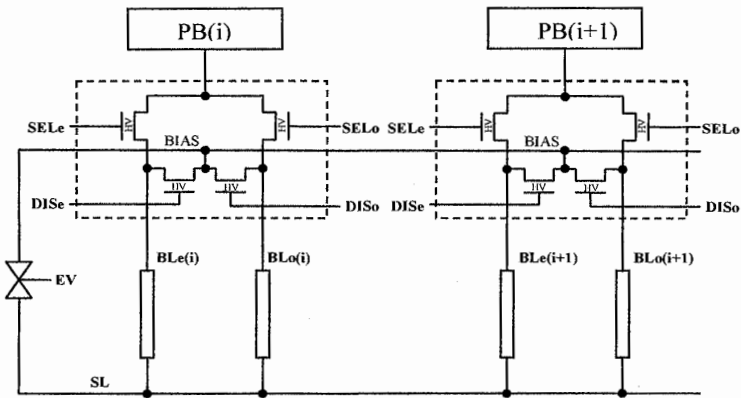 PB(i) PB(i+1)
SELe HV HV SELo SELe HV HV SELo
BIAS BIAS
HV HV HV HV
DISe DISo DISe DISo
BLe(i) BLo(i) BLe(i+1) BLo(i+1)
EV
SL